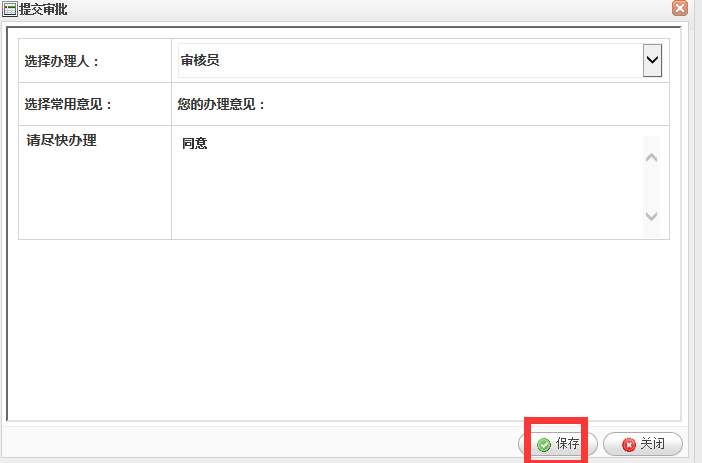 提交审批
选择办理人：
审核员
选择常用意见：
您的办理意见：
请尽快办理
同意
保存
关闭